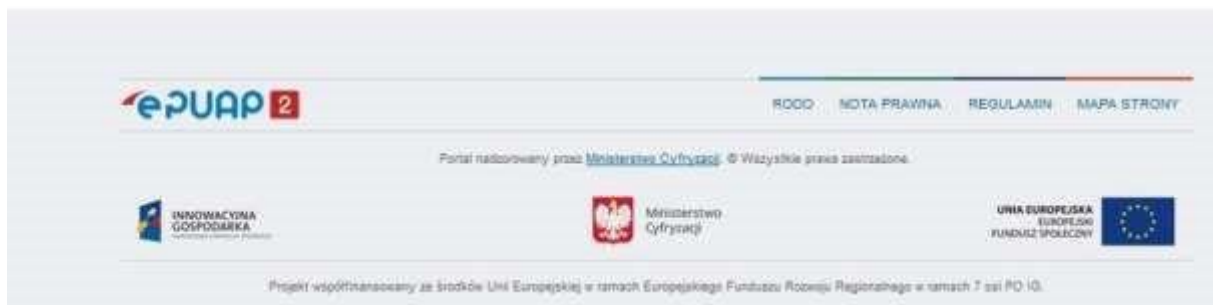 ePUAP 2
RODO NOTA PRAWNA REGULAMIN MAPA STRONY
Portal nadzorowany przez Ministerstwo Cyfryzacji. © Wszystkie prawa zastrzeżone.
INNOWACYJNA
GOSPODARKA
Ministerstwo
Cyfryzacji
UNIA EUROPEJSKA
EUROPEJSKI
FUNDUSZ SPOŁECZNY
Projekt współfinansowany ze środków Unii Europejskiej w ramach Europejskiego Funduszu Rozwoju Regionalnego w ramach 7 osi PO IG.